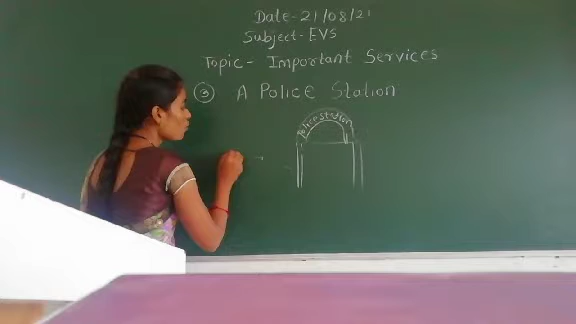 Date-21/08/21
Subject-EVS
Topic- Important Services
③ A Police Station
Police station